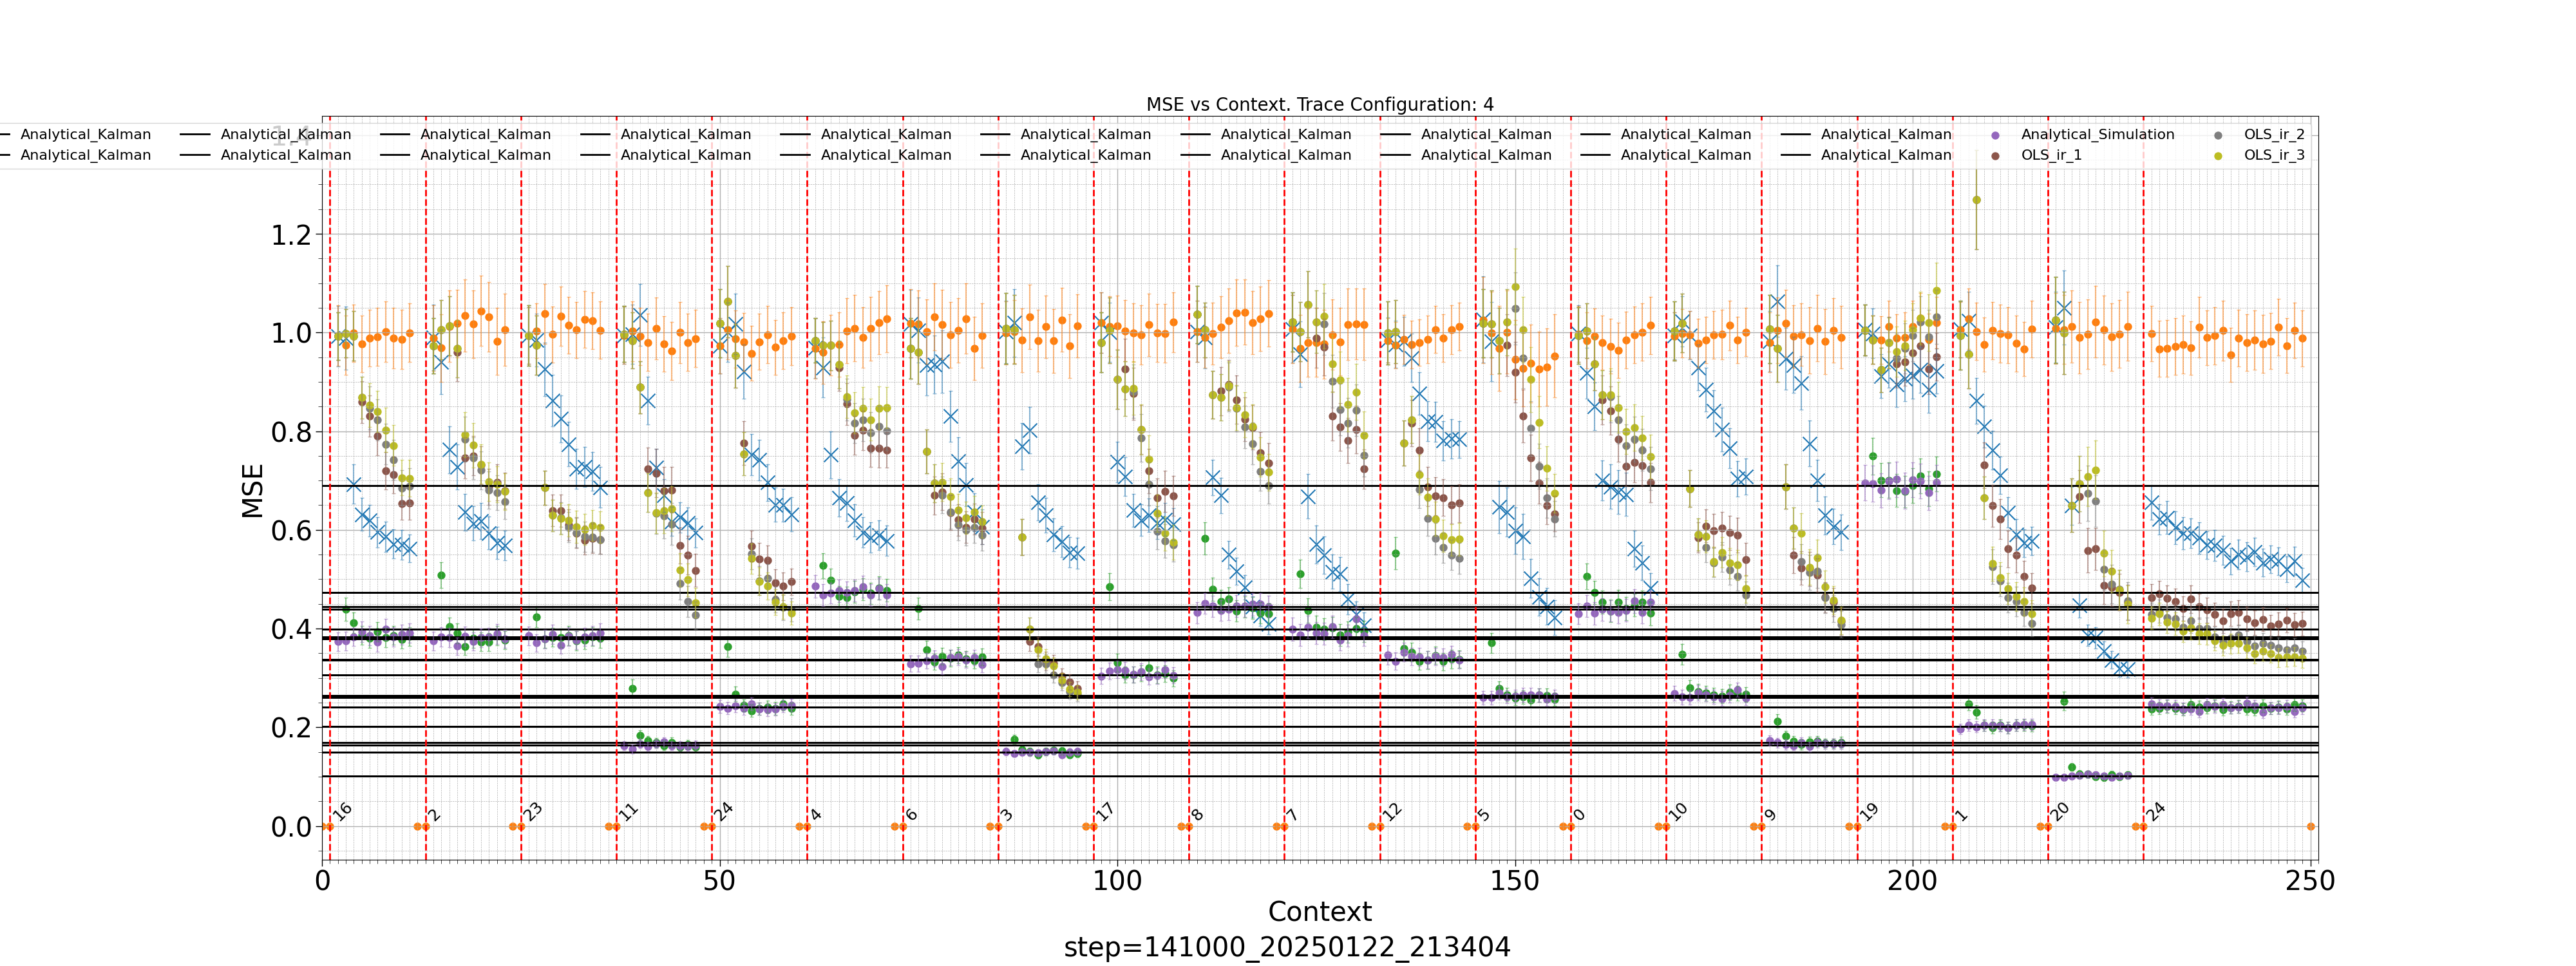 MSE vs Context. Trace Configuration: 4
Analytical_Kalman Analytical_Kalman Analytical_Kalman Analytical_Kalman Analytical_Kalman Analytical_Kalman Analytical_Kalman Analytical_Kalman Analytical_Kalman Analytical_Kalman Analytical_Simulation OLS_ir_2
Analytical_Kalman Analytical_Kalman Analytical_Kalman Analytical_Kalman Analytical_Kalman Analytical_Kalman Analytical_Kalman Analytical_Kalman Analytical_Kalman Analytical_Kalman OLS_ir_1 OLS_ir_3
1.4
1.2
1.0
0.8
0.6
0.4
0.2
0.0
MSE
16 2 23 11 24 4 6 3 17 8 7 12 5 0 10 9 19 1 20 24
0 50 100 150 200 250
Context
step=141000_20250122_213404